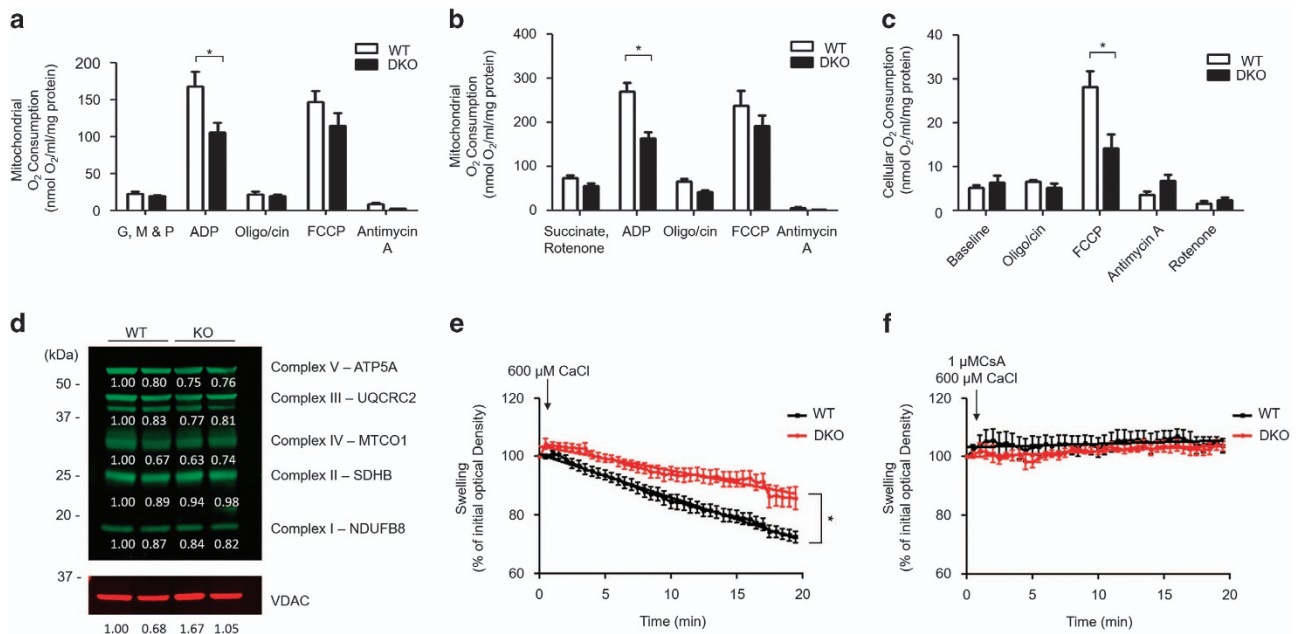 a
Mitochondrial
O2 Consumption
(nmol O2/ml/mg protein)
200
150
100
50
0
*
WT
DKO
G, M & P
ADP
Oligo/cin
FCCP
Antimycin
A
b
Mitochondrial
O2 Consumption
(nmol O2/ml/mg protein)
400
300
200
100
0
*
WT
DKO
Succinate,
Rotenone
ADP
Oligo/cin
FCCP
Antimycin
A
c
Cellular O2 Consumption
(nmol O2/ml/mg protein)
40
30
20
10
0
*
WT
DKO
Baseline
Oligo/cin
FCCP
Antimycin A
Rotenone
d
WT KO
(kDa)
50 -
37 -
25 -
20 -
37 -
1.00 0.80 0.75 0.76
1.00 0.83 0.77 0.81
1.00 0.67 0.63 0.74
1.00 0.89 0.94 0.98
1.00 0.87 0.84 0.82
Complex V – ATP5A
Complex III – UQCRC2
Complex IV – MTCO1
Complex II – SDHB
Complex I – NDUFB8
VDAC
1.00 0.68 1.67 1.05
e
600 µM CaCl
Swelling
(% of initial optical Density)
120
100
80
60
WT
DKO
*
0 5 10 15 20
Time (min)
f
1 µMCsA
600 µM CaCl
Swelling
(% of initial optical Density)
120
100
80
60
WT
DKO
0 5 10 15 20
Time (min)